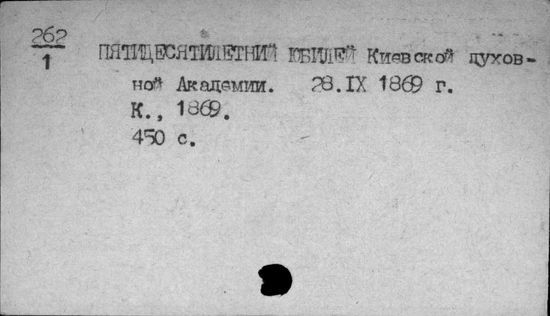 262
1
ПЯТИДЕСЯТИЛЕТНИЙ ЮБИЛЕЙ Киевской духов-
ной Академии. 28.IX 1869 г.
К., 1869.
450 с.